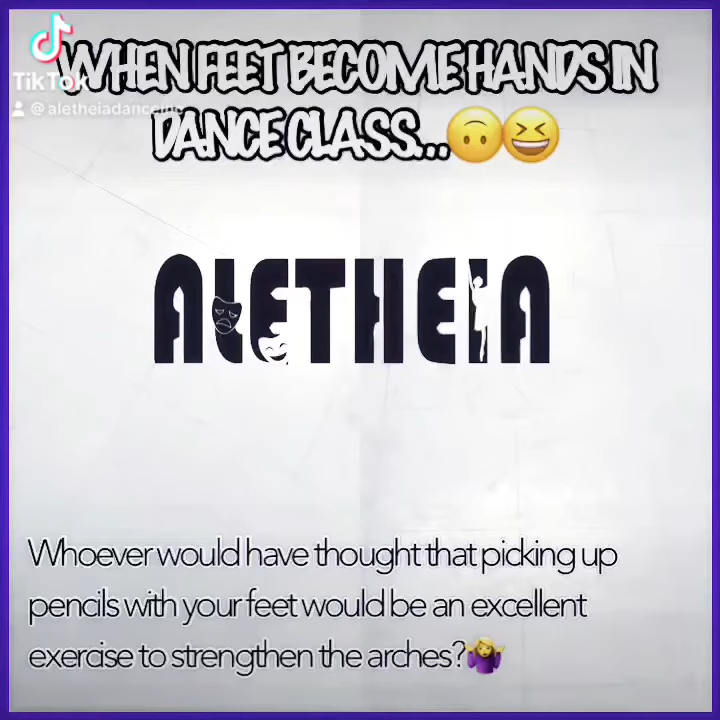 TikTok
@aletheiadanceinc
WHEN FEET BECOME HANDS IN
DANCE CLASS...🙃😆
ALETHEIA
Whoever would have thought that picking up
pencils with your feet would be an excellent
exercise to strengthen the arches?🤷‍♀️